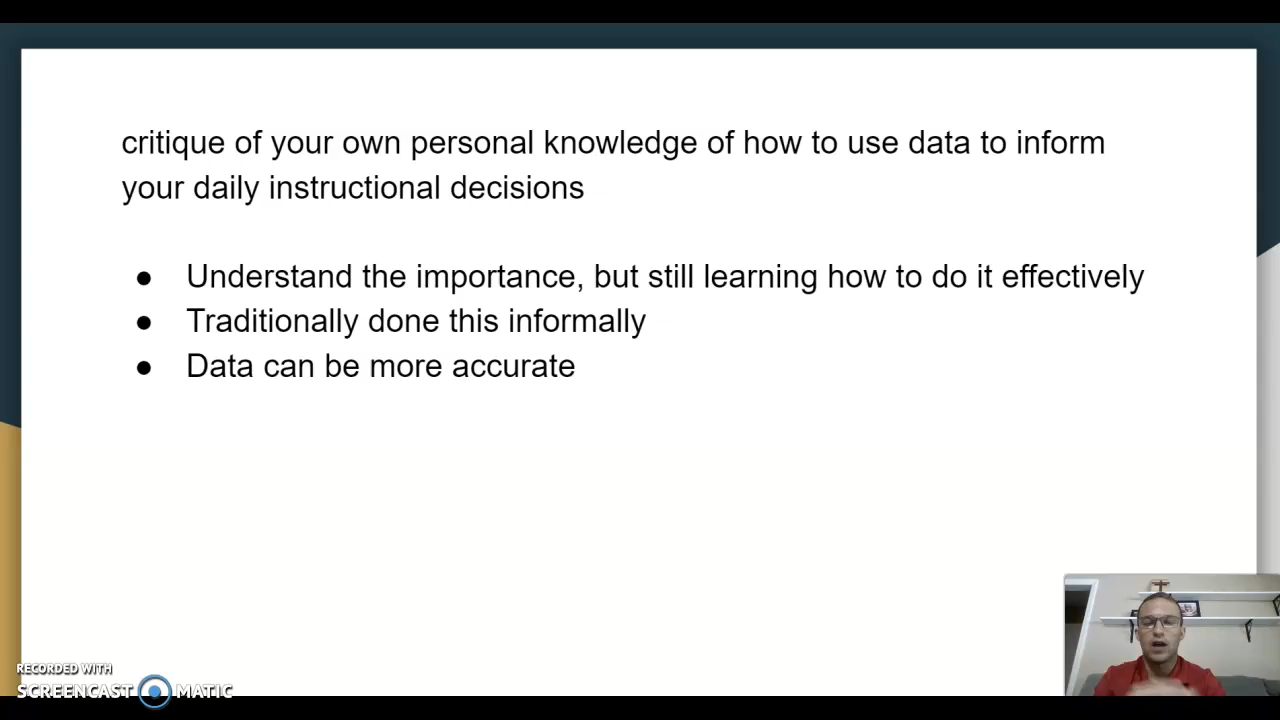 critique of your own personal knowledge of how to use data to inform
your daily instructional decisions
● Understand the importance, but still learning how to do it effectively
● Traditionally done this informally
● Data can be more accurate
RECORDED WITH
SCREENCAST MATIC